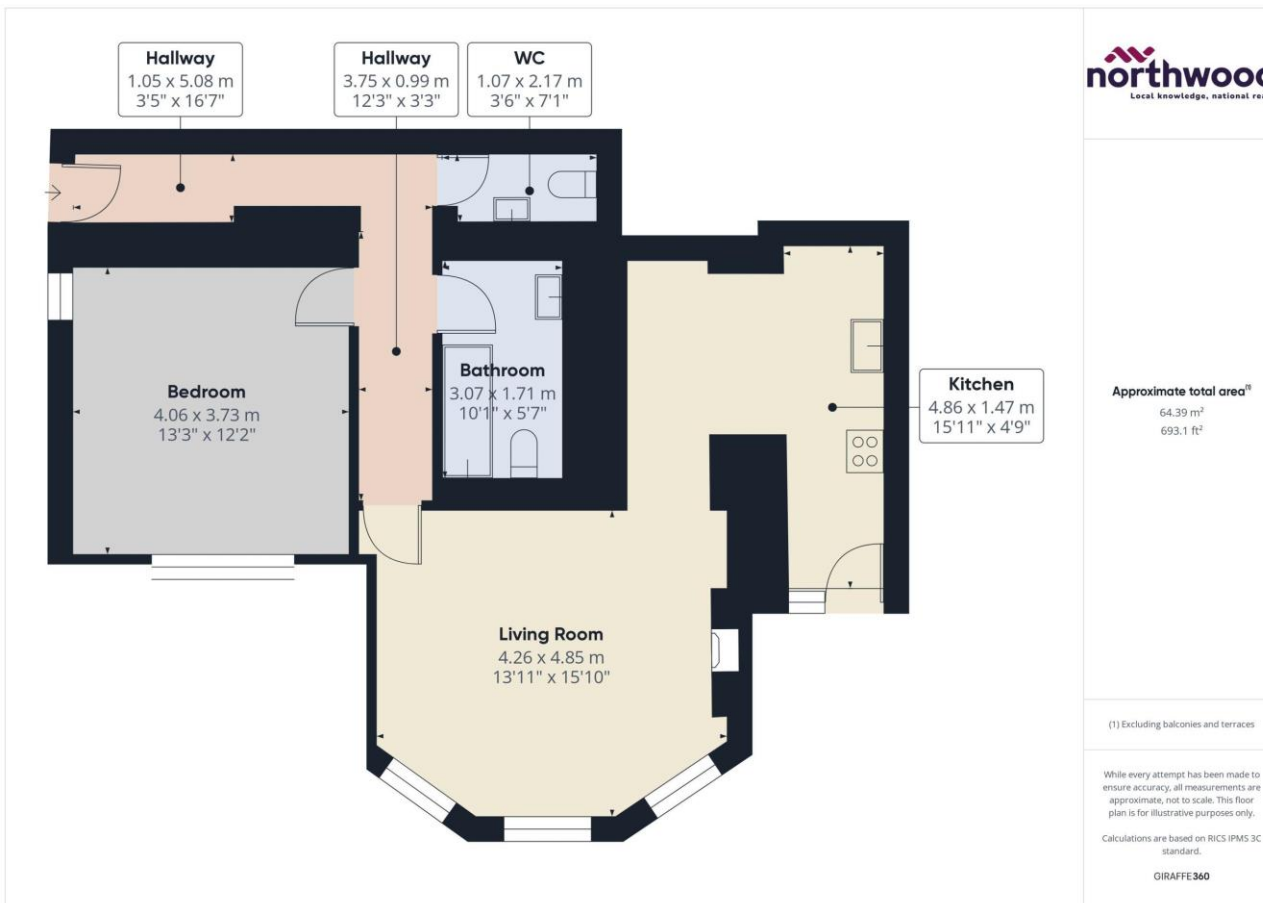 Hallway
1.05 x 5.08 m
3'5" x 16'7"
Hallway
3.75 x 0.99 m
12'3" x 3'3"
WC
1.07 x 2.17 m
3'6" x 7'1"
Bedroom
4.06 x 3.73 m
13'3" x 12'2"
Bathroom
3.07 x 1.71 m
10'1" x 5'7"
Kitchen
4.86 x 1.47 m
15'11" x 4'9"
Living Room
4.26 x 4.85 m
13'11" x 15'10"
northwood
Local knowledge, national
Approximate total area(1)
64.39 m²
693.1 ft²
(1) Excluding balconies and terraces
While every attempt has been made to
ensure accuracy, all measurements are
approximate, not to scale. This floor
plan is for illustrative purposes only.
Calculations are based on RICS IPMS 3C
standard.
GIRAFFE360